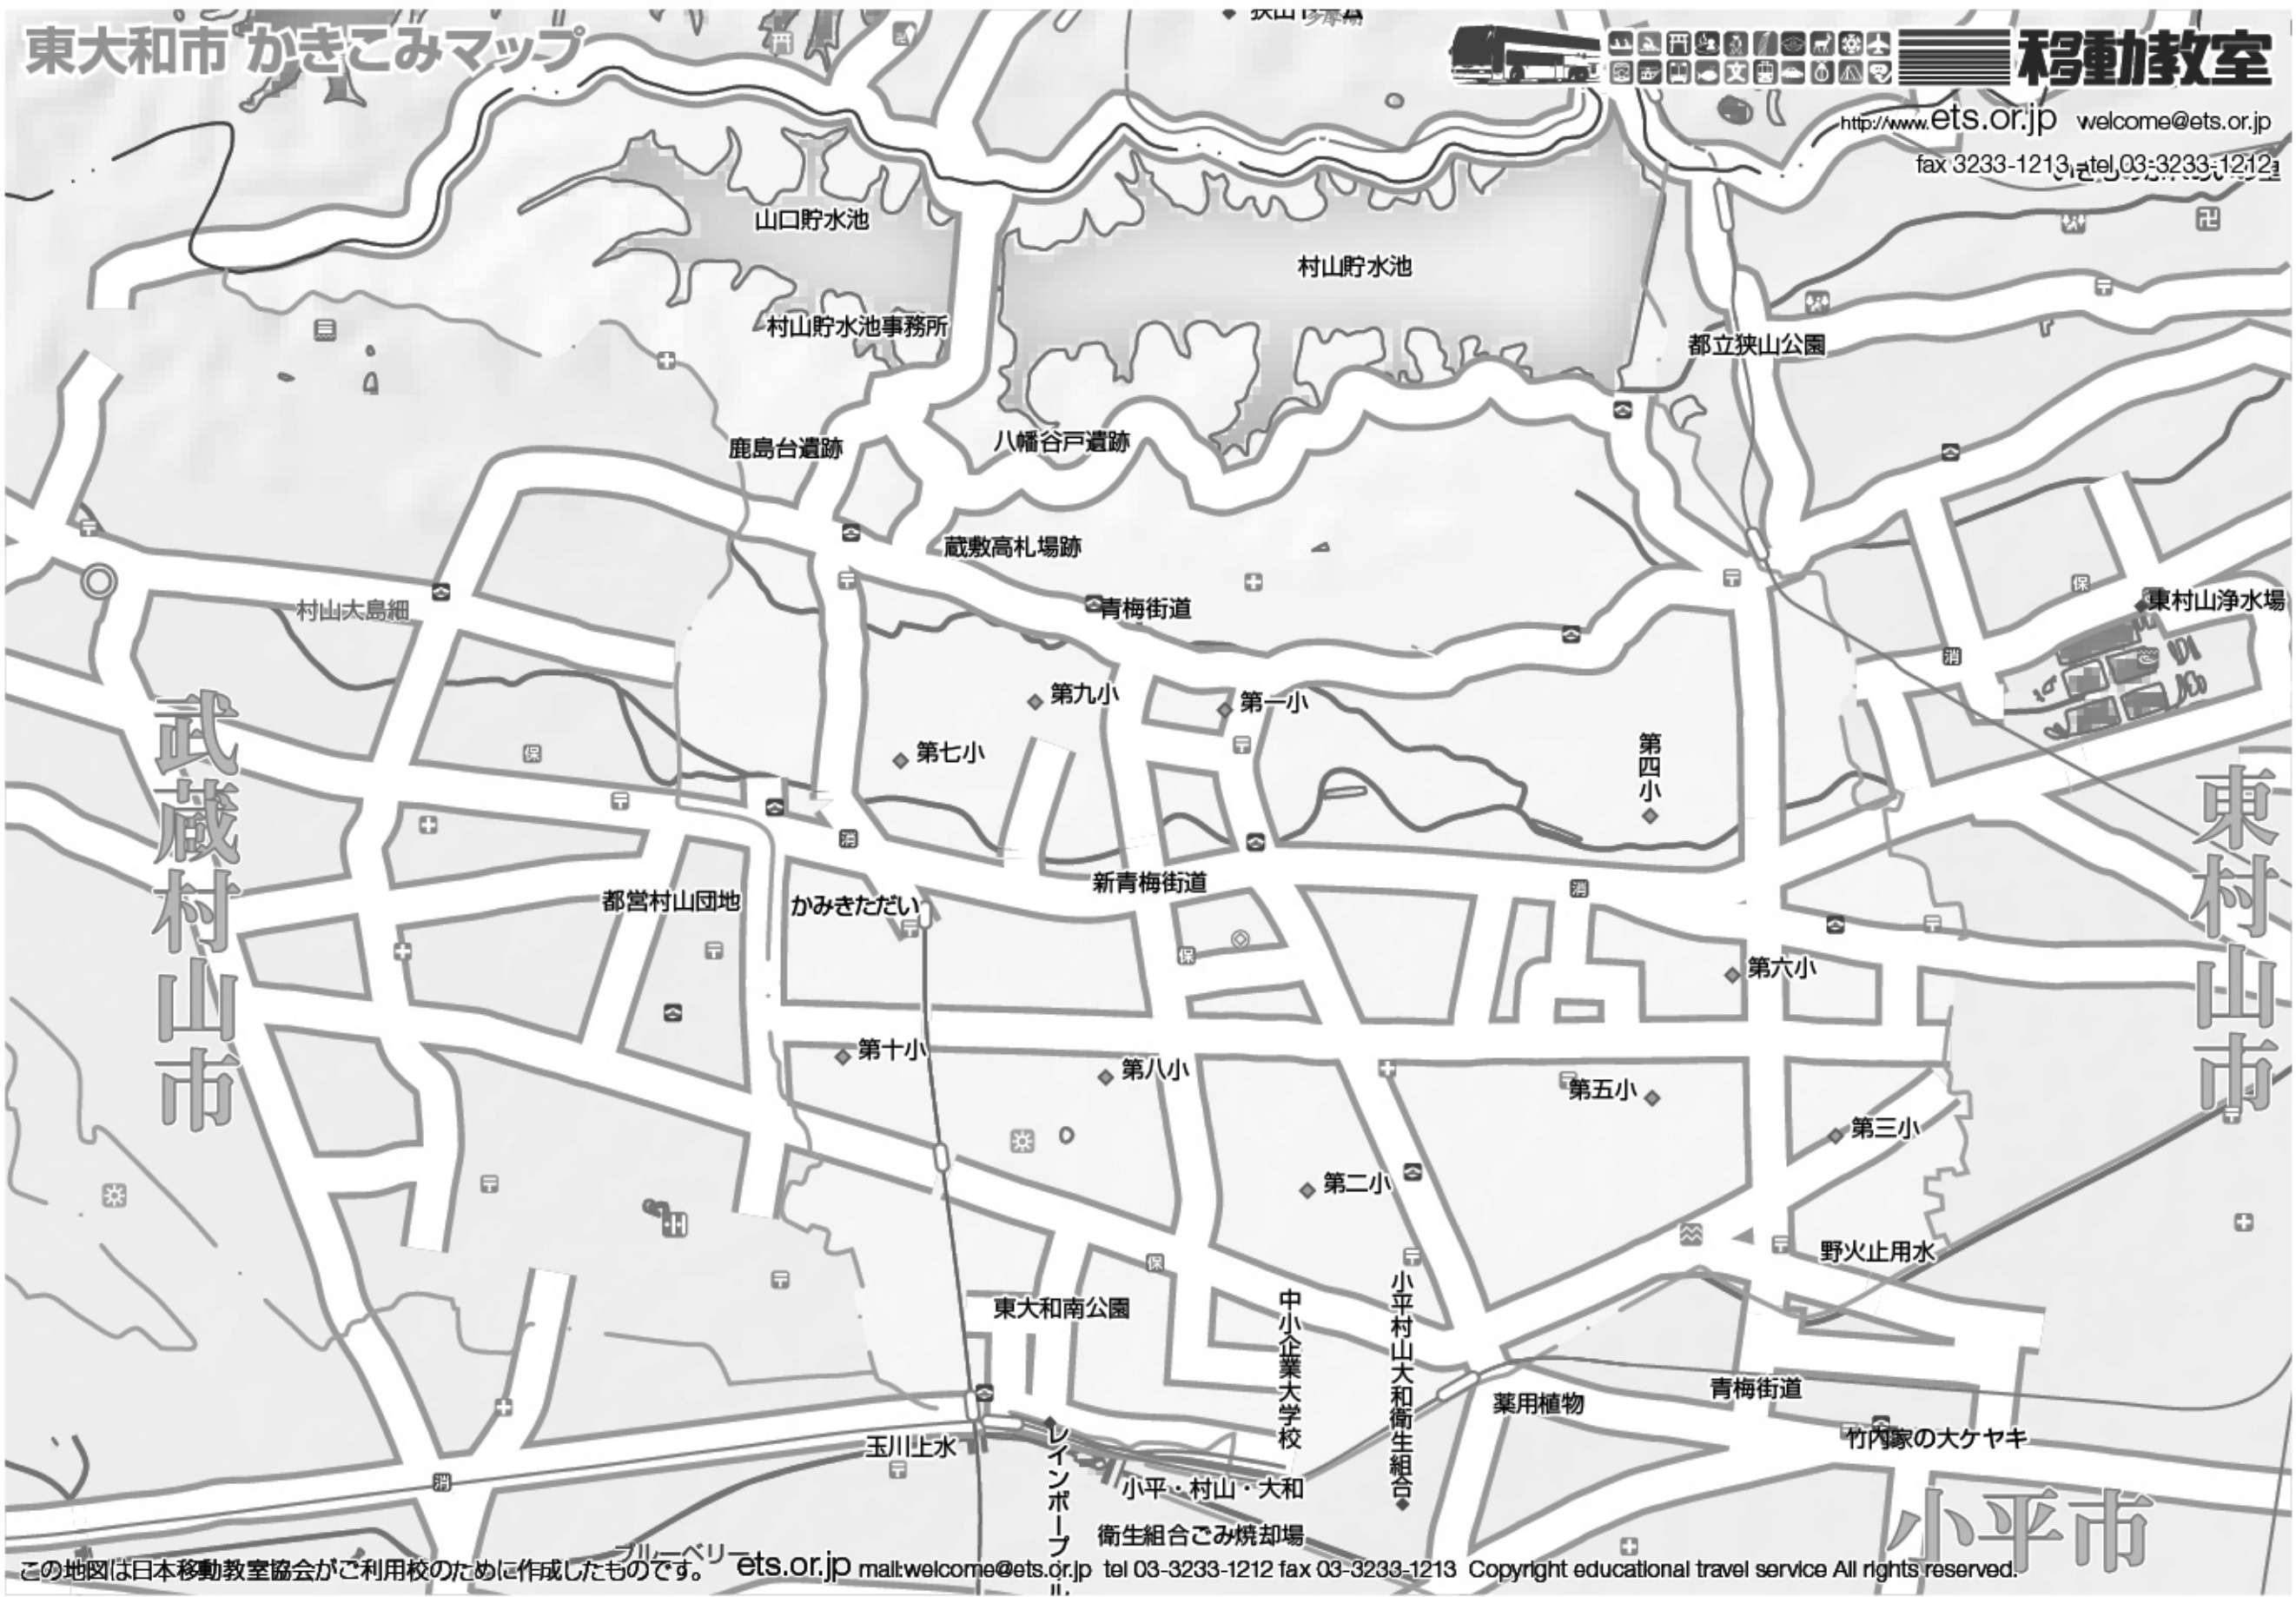 東大和市 かきこみマップ
移動教室
http://www.ets.or.jp welcome@ets.or.jp
fax 3233-1213 tel 03-3233-1212
山口貯水池
村山貯水池
村山貯水池事務所
都立狭山公園
鹿島台遺跡
八幡谷戸遺跡
蔵敷高札場跡
青梅街道
村山大島細
東村山浄水場
武蔵村山市
東村山市
第九小
第一小
第七小
第四小
新青梅街道
都営村山団地
かみきただい
第六小
第十小
第八小
第五小
第三小
第二小
野火止用水
東大和南公園
中小企業大学校
小平村山大和衛生組合
薬用植物
青梅街道
竹内家の大ケヤキ
玉川上水
レインボープール
小平・村山・大和
衛生組合ごみ焼却場
小平市
ブルーベリー
消
消
消
消
保
保
保
保
この地図は日本移動教室協会がご利用校のために作成したものです。 ets.or.jp mail:welcome@ets.or.jp tel 03-3233-1212 fax 03-3233-1213 Copyright educational travel service All rights reserved.